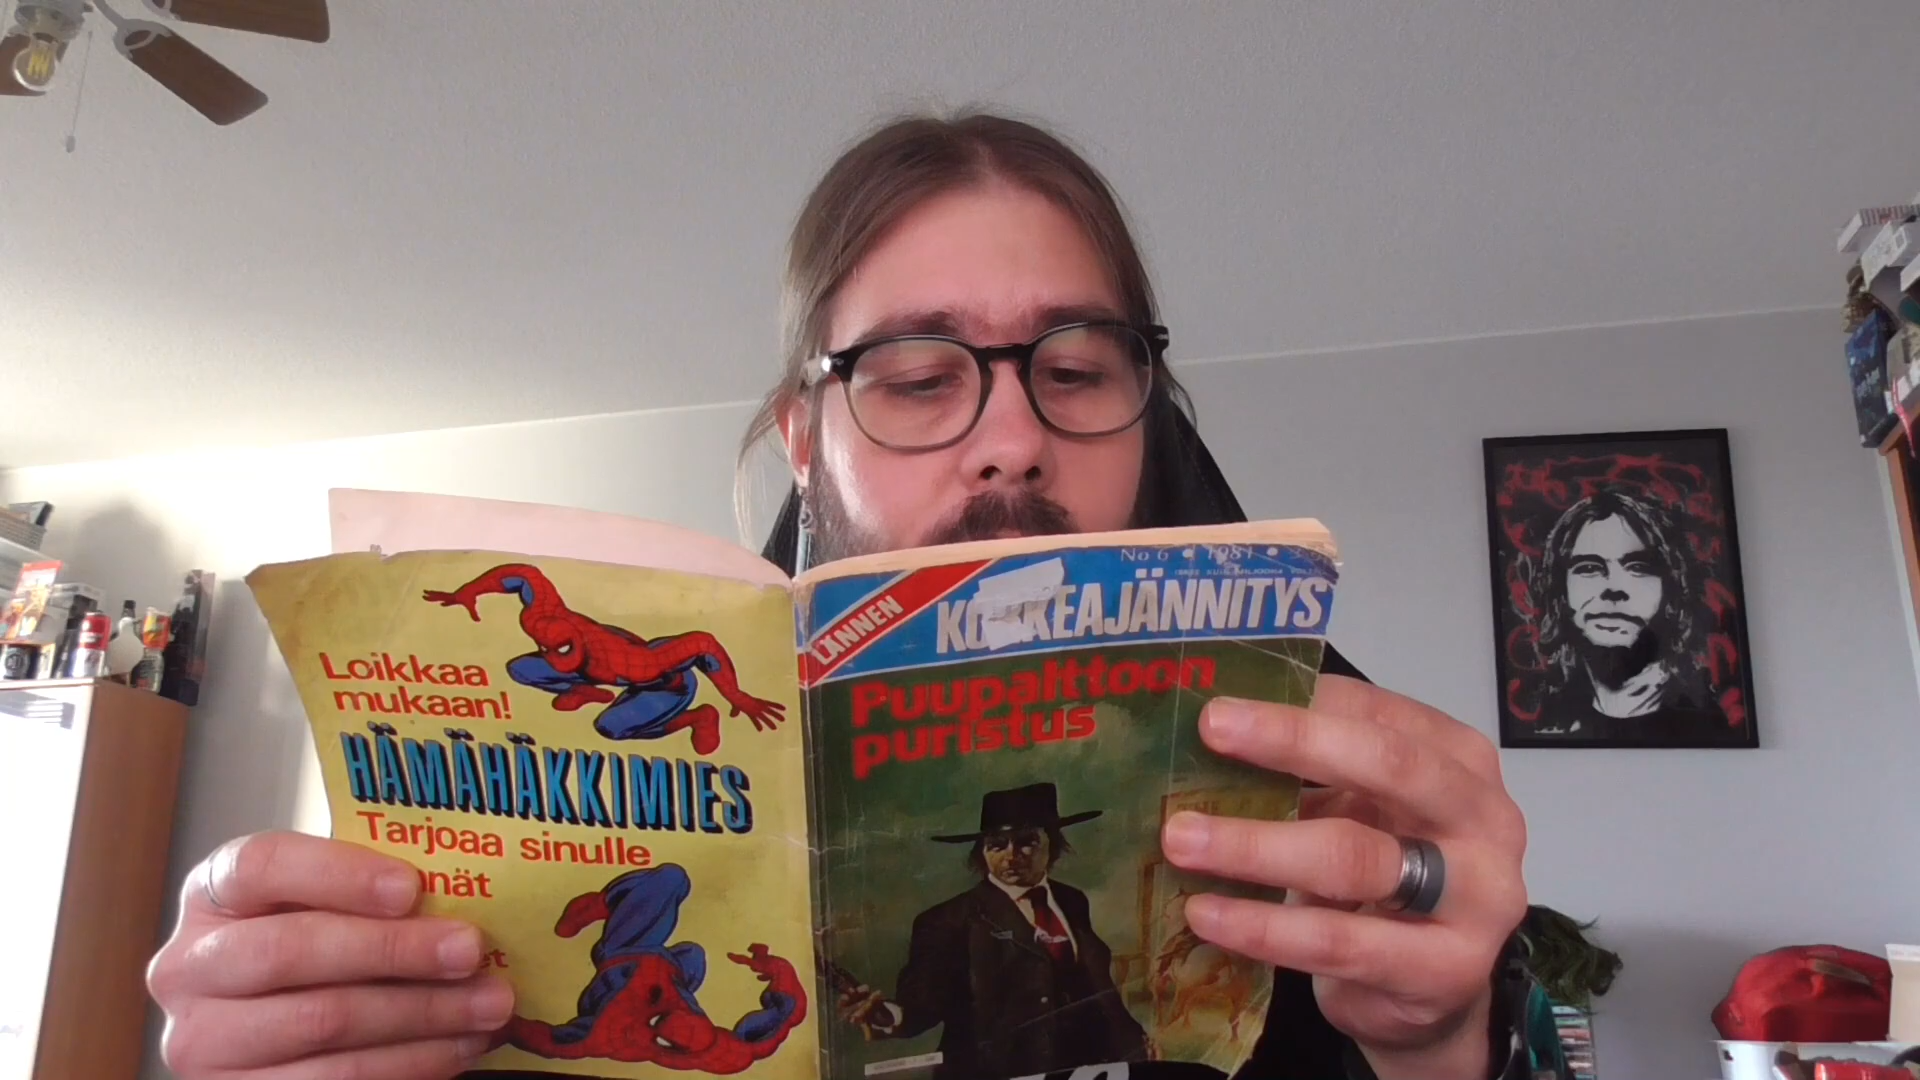 Loikkaa
mukaan!
HÄMÄHÄKKIMIES
Tarjoaa sinulle
No 6 • 1981 •
LÄNNEN
KORKEAJÄNNITYS
Puupalttoon
puristus